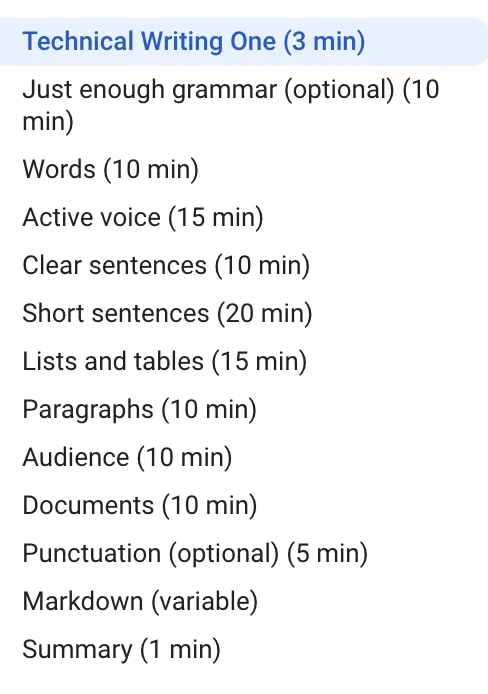 Technical Writing One (3 min)
Just enough grammar (optional) (10
min)
Words (10 min)
Active voice (15 min)
Clear sentences (10 min)
Short sentences (20 min)
Lists and tables (15 min)
Paragraphs (10 min)
Audience (10 min)
Documents (10 min)
Punctuation (optional) (5 min)
Markdown (variable)
Summary (1 min)